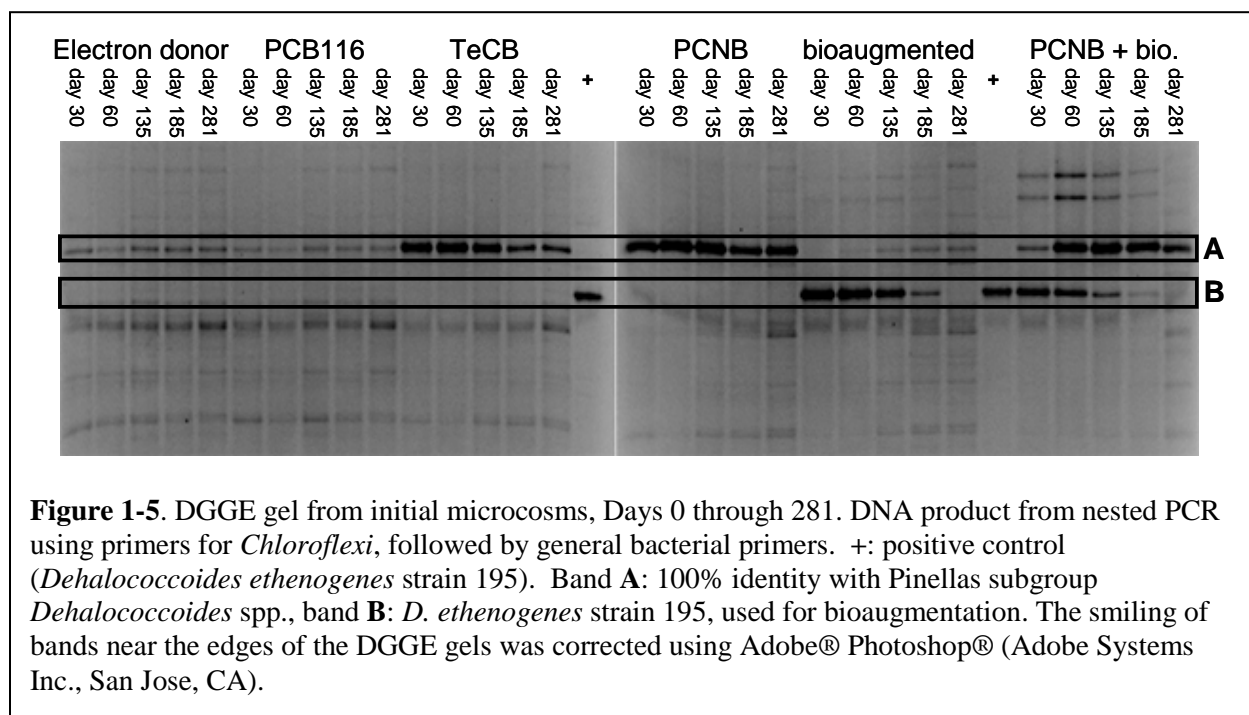 Electron donor PCB116 TeCB PCNB bioaugmented PCNB + bio.
day 30 day 60 day 135 day 185 day 281 day 30 day 60 day 135 day 185 day 281 day 30 day 60 day 135 day 185 day 281 + day 30 day 60 day 135 day 185 day 281 day 30 day 60 day 135 day 185 day 281 + day 30 day 60 day 135 day 185 day 281
A
B
Figure 1-5. DGGE gel from initial microcosms, Days 0 through 281. DNA product from nested PCR
using primers for Chloroflexi, followed by general bacterial primers. +: positive control
(Dehalococcoides ethenogenes strain 195). Band A: 100% identity with Pinellas subgroup
Dehalococcoides spp., band B: D. ethenogenes strain 195, used for bioaugmentation. The smiling of
bands near the edges of the DGGE gels was corrected using Adobe® Photoshop® (Adobe Systems
Inc., San Jose, CA).